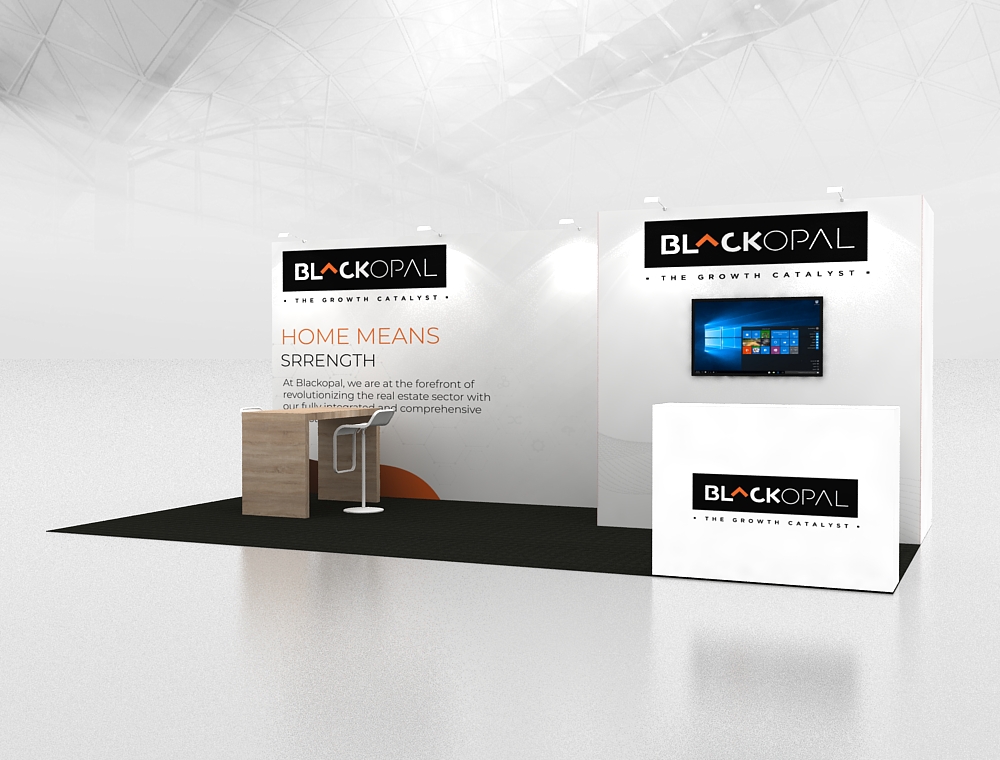 BLACKOPAL
• THE GROWTH CATALYST •
HOME MEANS
SRRENGTH
At Blackopal, we are at the forefront of
revolutionizing the real estate sector with
our fully integrated and comprehensive
BLACKOPAL
• THE GROWTH CATALYST •
BLACKOPAL
• THE GROWTH CATALYST •